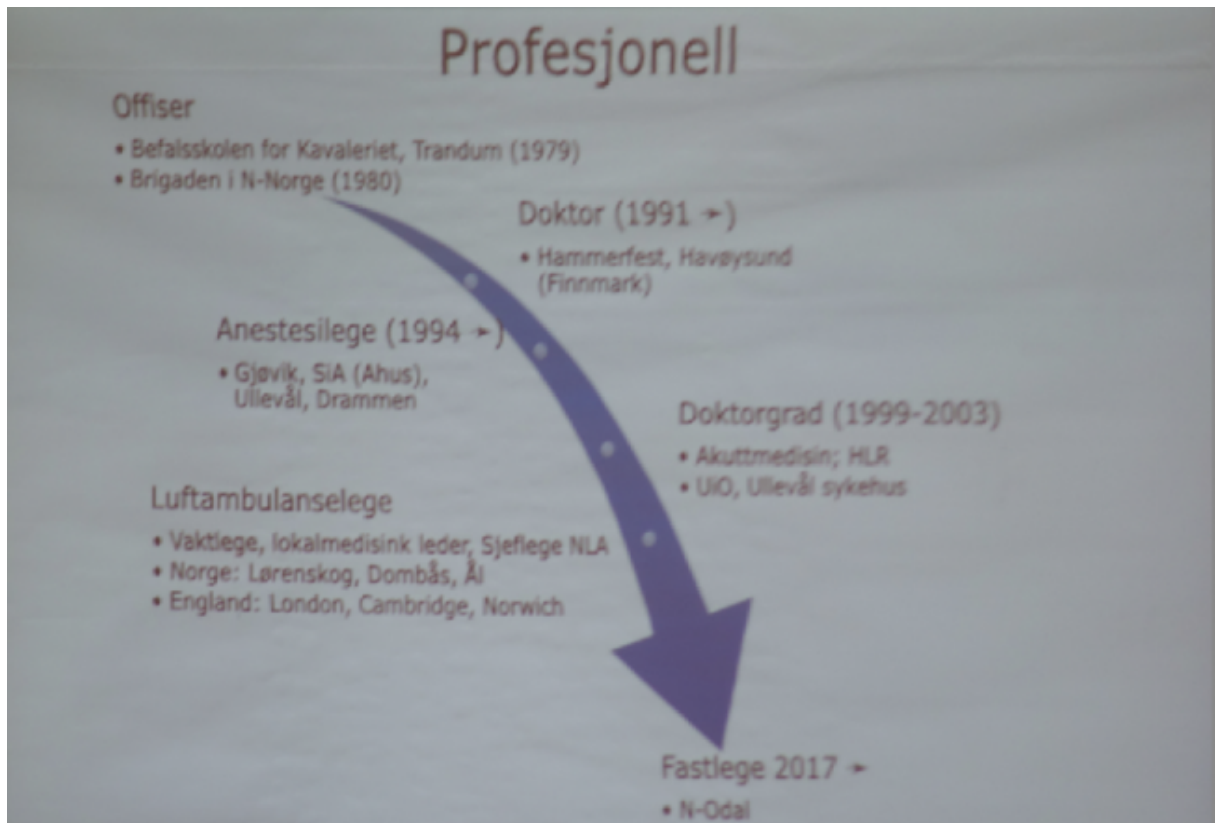 Profesjonell
Offiser
• Befalsskolen for Kavaleriet, Trandum (1979)
• Brigaden i N-Norge (1980)
Doktor (1991 ➛)
• Hammerfest, Havøysund
(Finnmark)
Anestesilege (1994 ➛)
• Gjøvik, SiA (Ahus),
Ullevål, Drammen
Doktorgrad (1999-2003)
• Akuttmedisin; HLR
• UiO, Ullevål sykehus
Luftambulanselege
• Vaktlege, lokalmedisink leder, Sjeflege NLA
• Norge: Lørenskog, Dombås, Ål
• England: London, Cambridge, Norwich
Fastlege 2017 ➛
• N-Odal